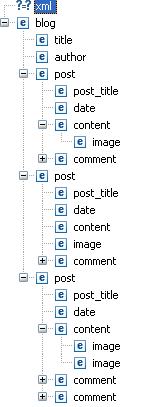 ?=? xml
e blog
e title
e author
e post
e post_title
e date
e content
e image
e comment
e post
e post_title
e date
e content
e image
e comment
e post
e post_title
e date
e content
e image
e image
e comment
e comment